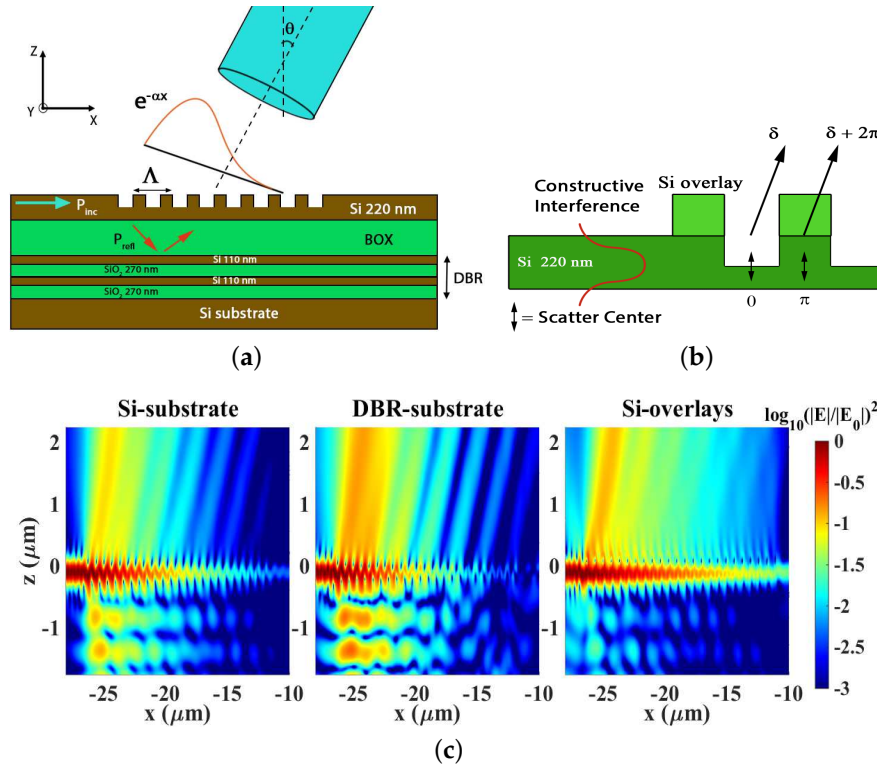 Z
Y
X
θ
e^-αx
Λ
P_inc
Si 220 nm
P_refl
BOX
Si 110 nm
SiO₂ 270 nm
Si 110 nm
SiO₂ 270 nm
DBR
Si substrate
(a)
δ
δ + 2π
Si overlay
Constructive
Interference
Si 220 nm
= Scatter Center
0
π
(b)
Si-substrate
DBR-substrate
Si-overlays
log₁₀(|E|/|E₀|)²
z (μm)
2
1
0
-1
-25
-20
-15
-10
x (μm)
2
1
0
-1
-25
-20
-15
-10
x (μm)
2
1
0
-1
-25
-20
-15
-10
x (μm)
0
-0.5
-1
-1.5
-2
-2.5
-3
(c)